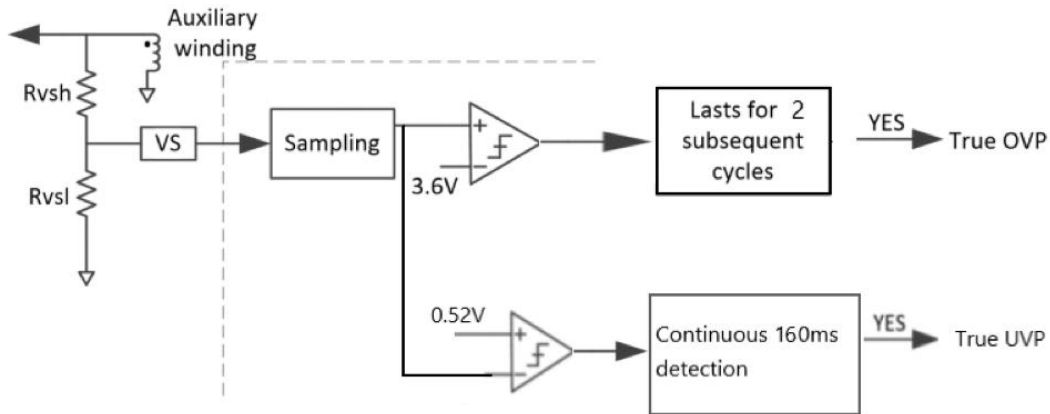 Auxiliary
winding
Rvsh
VS
Rvsl
Sampling
+
−
3.6V
Lasts for 2
subsequent
cycles
YES
True OVP
0.52V
+
−
Continuous 160ms
detection
YES
True UVP